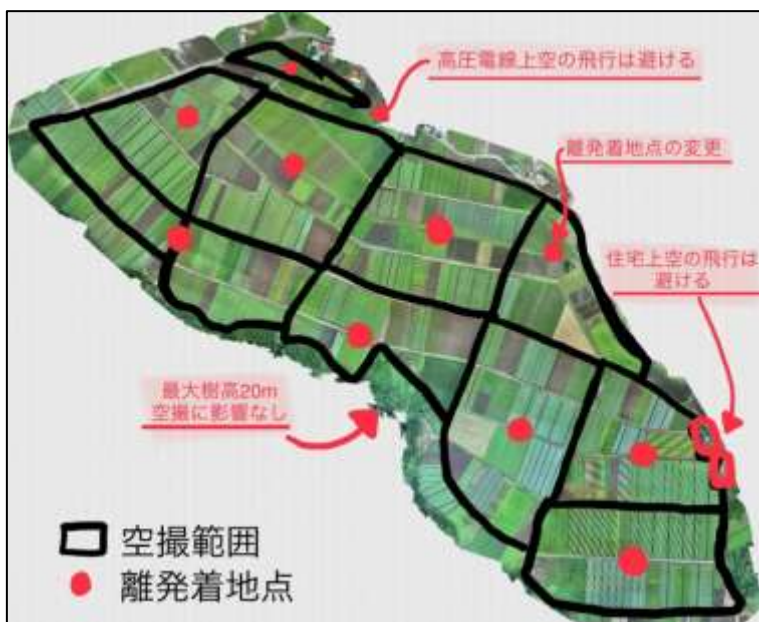 高圧電線上空の飛行は避ける
離発着地点の変更
住宅上空の飛行は
避ける
最大樹高20m
空撮に影響なし
空撮範囲
離発着地点